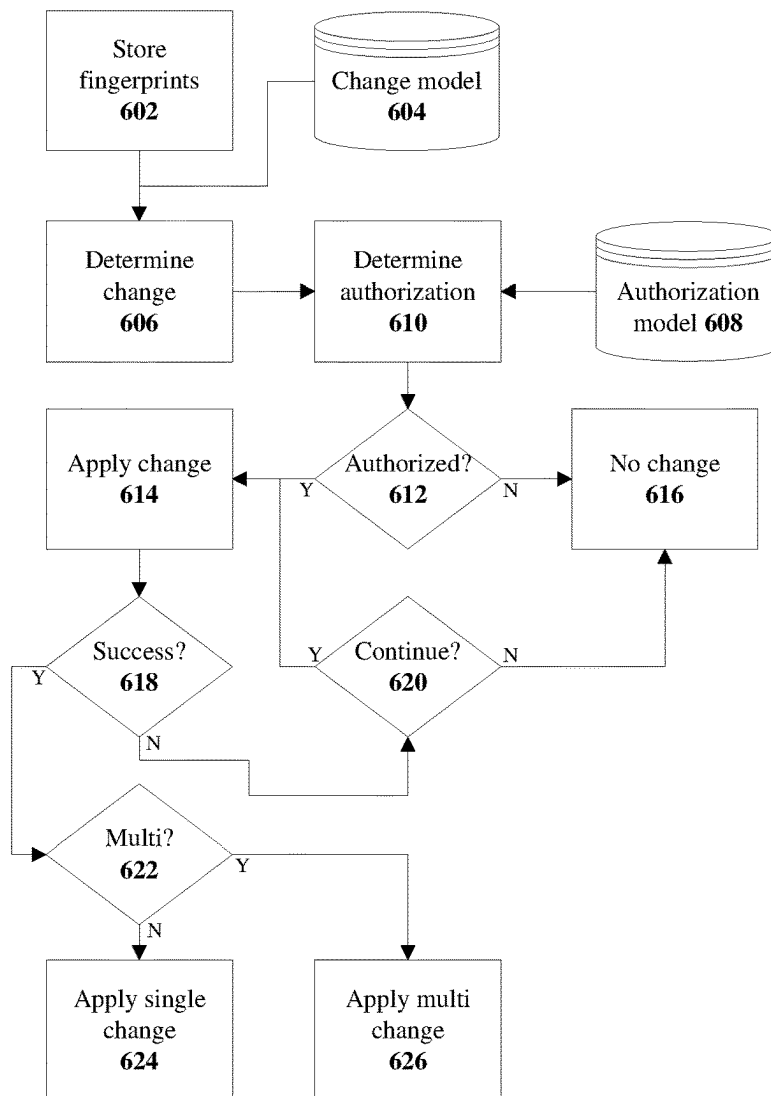 Store
fingerprints
602
Change model
604
Determine
change
606
Determine
authorization
610
Authorization
model 608
Apply change
614
Y
Authorized?
612
N
No change
616
Success?
618
Y
N
Continue?
620
Y
N
Multi?
622
Y
N
Apply single
change
624
Apply multi
change
626